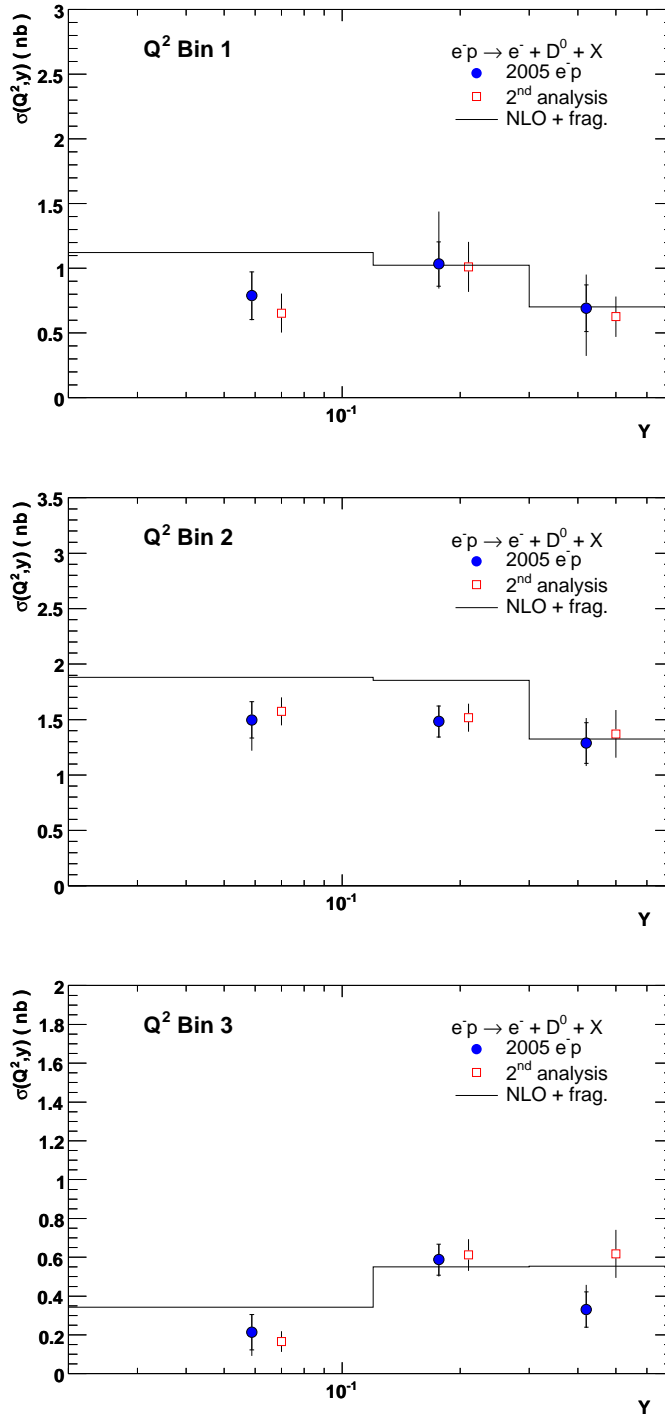 σ(Q²,y) ( nb )
3
2.5
2
1.5
1
0.5
0
Q² Bin 1
e⁻p → e⁻ + D⁰ + X
2005 e⁻p
2ⁿᵈ analysis
NLO + frag.
10⁻¹
Y
σ(Q²,y) ( nb )
3.5
3
2.5
2
1.5
1
0.5
0
Q² Bin 2
e⁻p → e⁻ + D⁰ + X
2005 e⁻p
2ⁿᵈ analysis
NLO + frag.
10⁻¹
Y
σ(Q²,y) ( nb )
2
1.8
1.6
1.4
1.2
1
0.8
0.6
0.4
0.2
0
Q² Bin 3
e⁻p → e⁻ + D⁰ + X
2005 e⁻p
2ⁿᵈ analysis
NLO + frag.
10⁻¹
Y